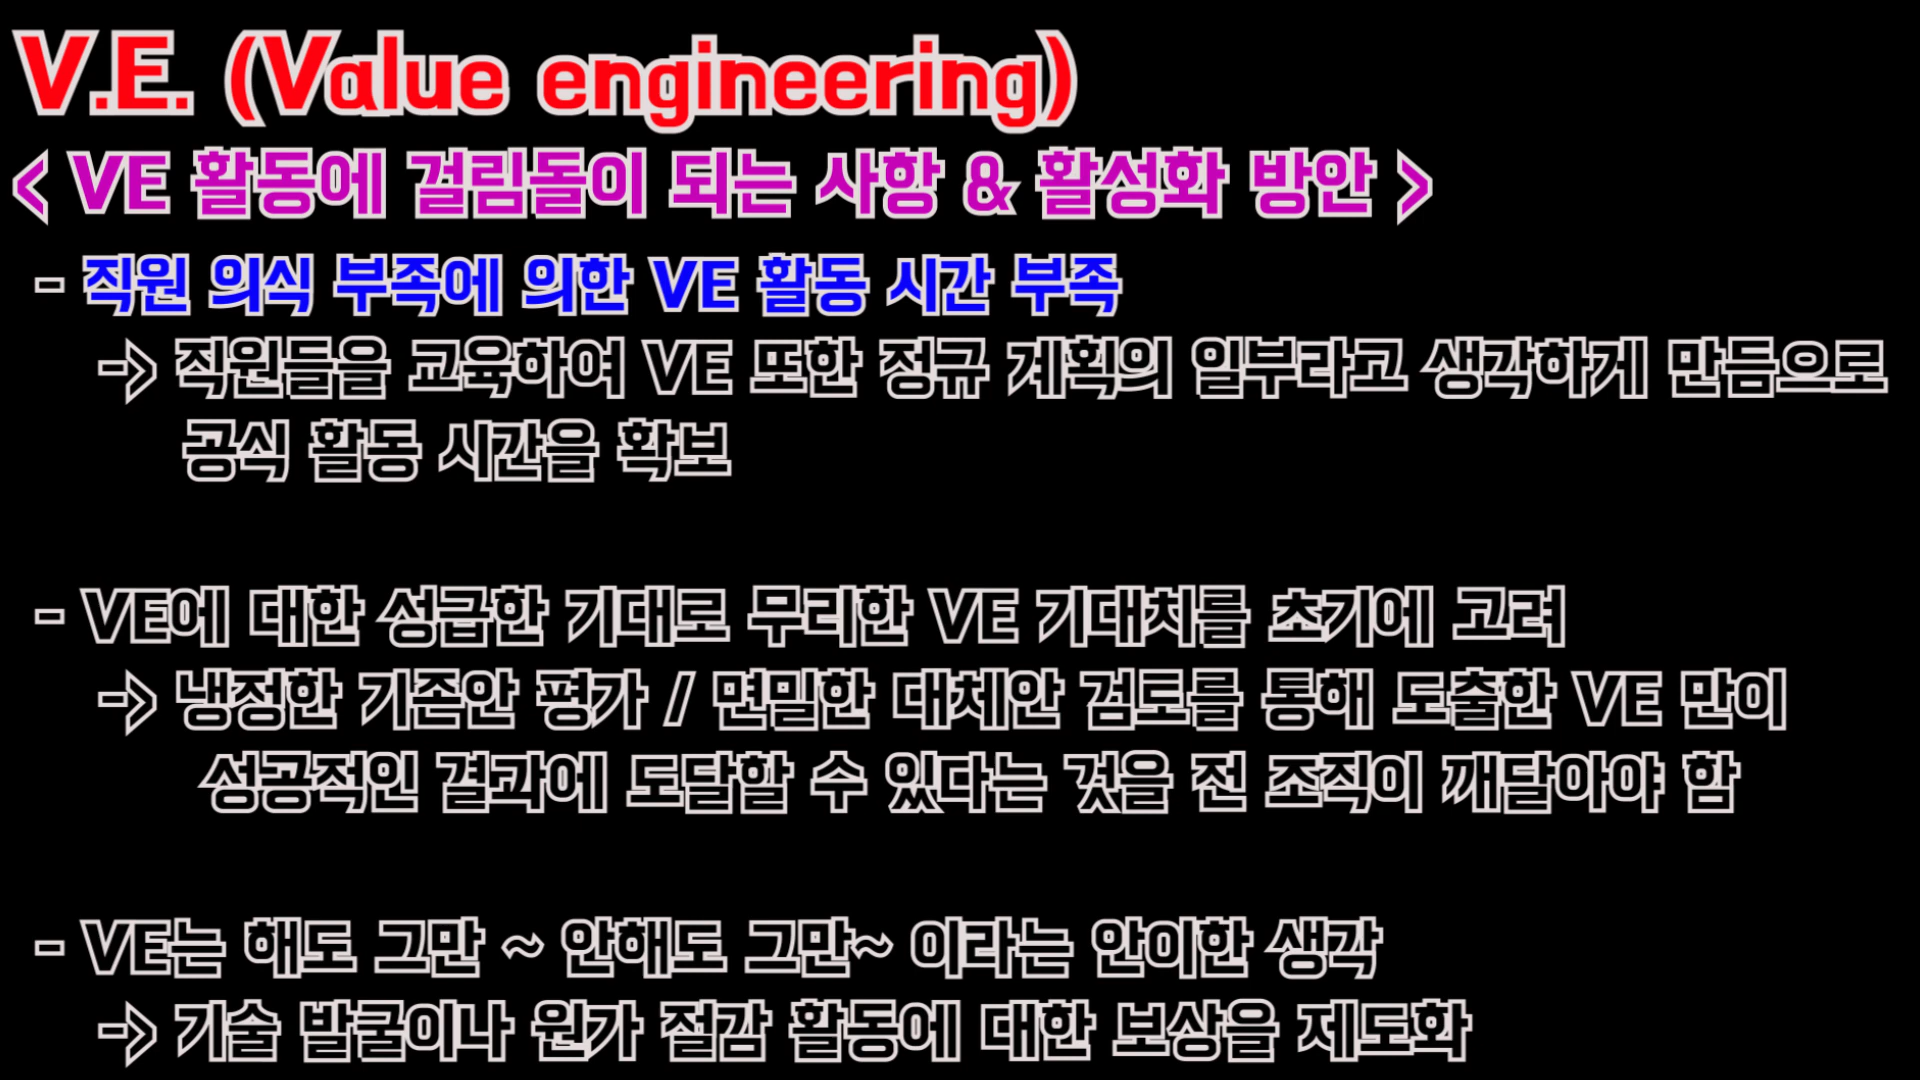 V.E. (Value engineering)
< VE 활동에 걸림돌이 되는 사항 & 활성화 방안 >
- 직원 의식 부족에 의한 VE 활동 시간 부족
-> 직원들을 교육하여 VE 또한 정규 계획의 일부라고 생각하게 만듬으로
공식 활동 시간을 확보
- VE에 대한 성급한 기대로 무리한 VE 기대치를 초기에 고려
-> 냉정한 기존안 평가 / 면밀한 대체안 검토를 통해 도출한 VE 만이
성공적인 결과에 도달할 수 있다는 것을 전 조직이 깨달아야 함
- VE는 해도 그만 ~ 안해도 그만~ 이라는 안이한 생각
-> 기술 발굴이나 원가 절감 활동에 대한 보상을 제도화